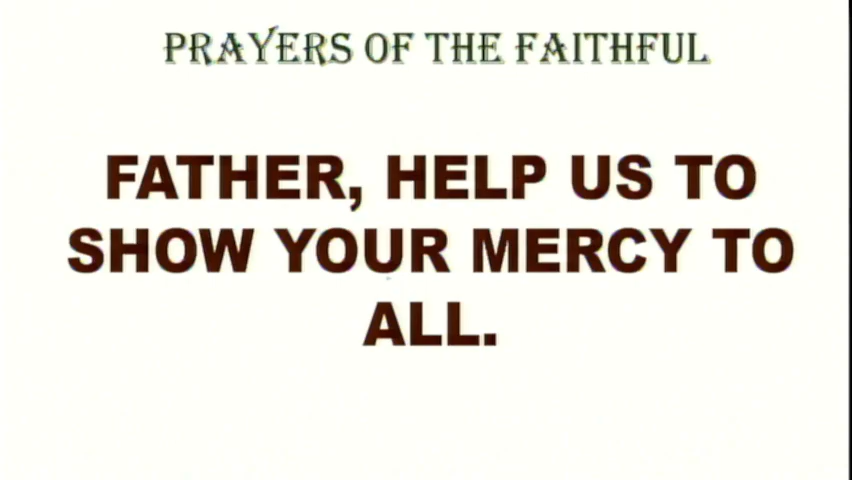 PRAYERS OF THE FAITHFUL
FATHER, HELP US TO
SHOW YOUR MERCY TO
ALL.